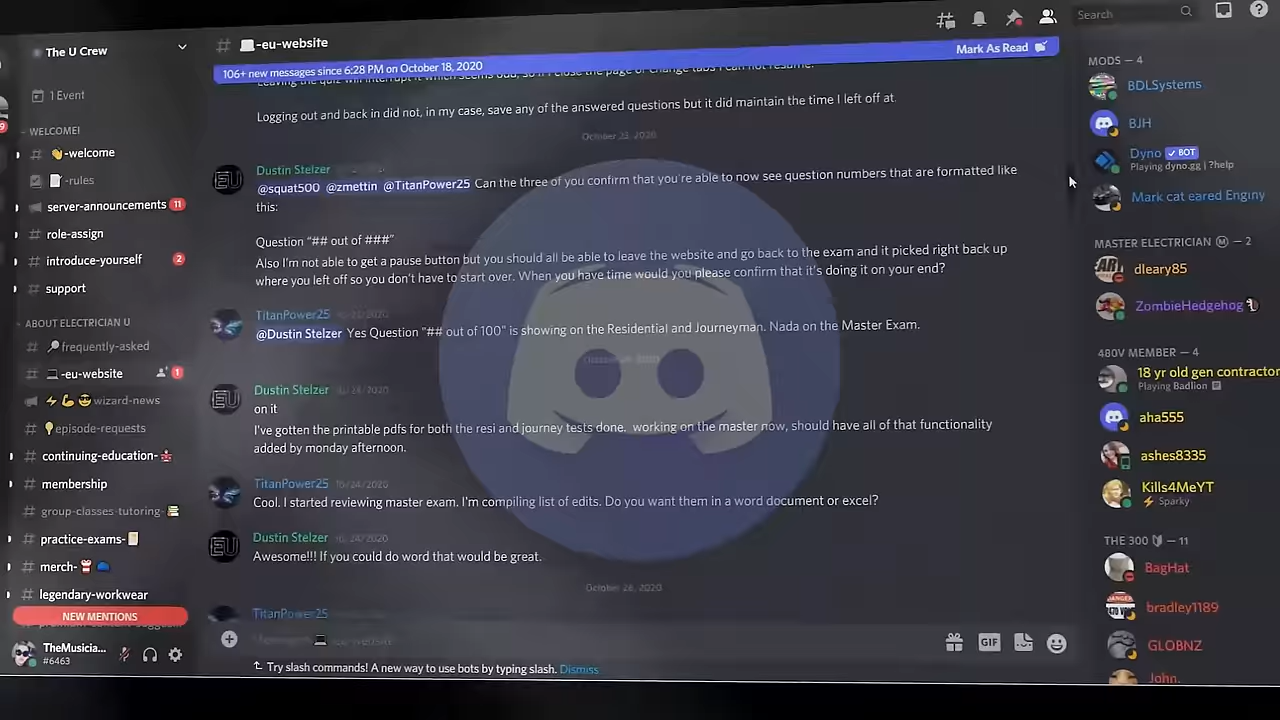 The U Crew
1 Event
WELCOME!
-welcome
-rules
server-announcements 11
role-assign
introduce-yourself 2
support
ABOUT ELECTRICIAN U
frequently-asked
-eu-website 1
wizard-news
episode-requests
continuing-education-
membership
group-classes-tutoring-
practice-exams-
merch-
legendary-workwear
NEW MENTIONS
TheMusicia...
#6463
# -eu-website
106+ new messages since 6:28 PM on October 18, 2020
Mark As Read
Logging out and back in did not, in my case, save any of the answered questions but it did maintain the time I left off at.
October 23, 2020
Dustin Stelzer
@squat500 @zmettin @TitanPower25 Can the three of you confirm that you're able to now see question numbers that are formatted like
this:
Question "## out of ###"
Also I'm not able to get a pause button but you should all be able to leave the website and go back to the exam and it picked right back up
where you left off so you don't have to start over. When you have time would you please confirm that it's doing it on your end?
TitanPower25
@Dustin Stelzer Yes Question "## out of 100" is showing on the Residential and Journeyman. Nada on the Master Exam.
Dustin Stelzer
on it
I've gotten the printable pdfs for both the resi and journey tests done. working on the master now, should have all of that functionality
added by monday afternoon.
TitanPower25 10/24/2020
Cool. I started reviewing master exam. I'm compiling list of edits. Do you want them in a word document or excel?
Dustin Stelzer 10/24/2020
Awesome!!! If you could do word that would be great.
October 26, 2020
TitanPower25
GIF
Try slash commands! A new way to use bots by typing slash. Dismiss
Search
MODS — 4
BDLSystems
BJH
Dyno ✓ BOT
Playing dyno.gg | ?help
Mark cat eared Enginy
MASTER ELECTRICIAN Ⓜ — 2
dleary85
ZombieHedgehog
480V MEMBER — 4
18 yr old gen contractor
Playing Badlion
aha555
ashes8335
Kills4MeYT
⚡ Sparky
THE 300 — 11
BagHat
bradley1189
GLOBNZ
John.